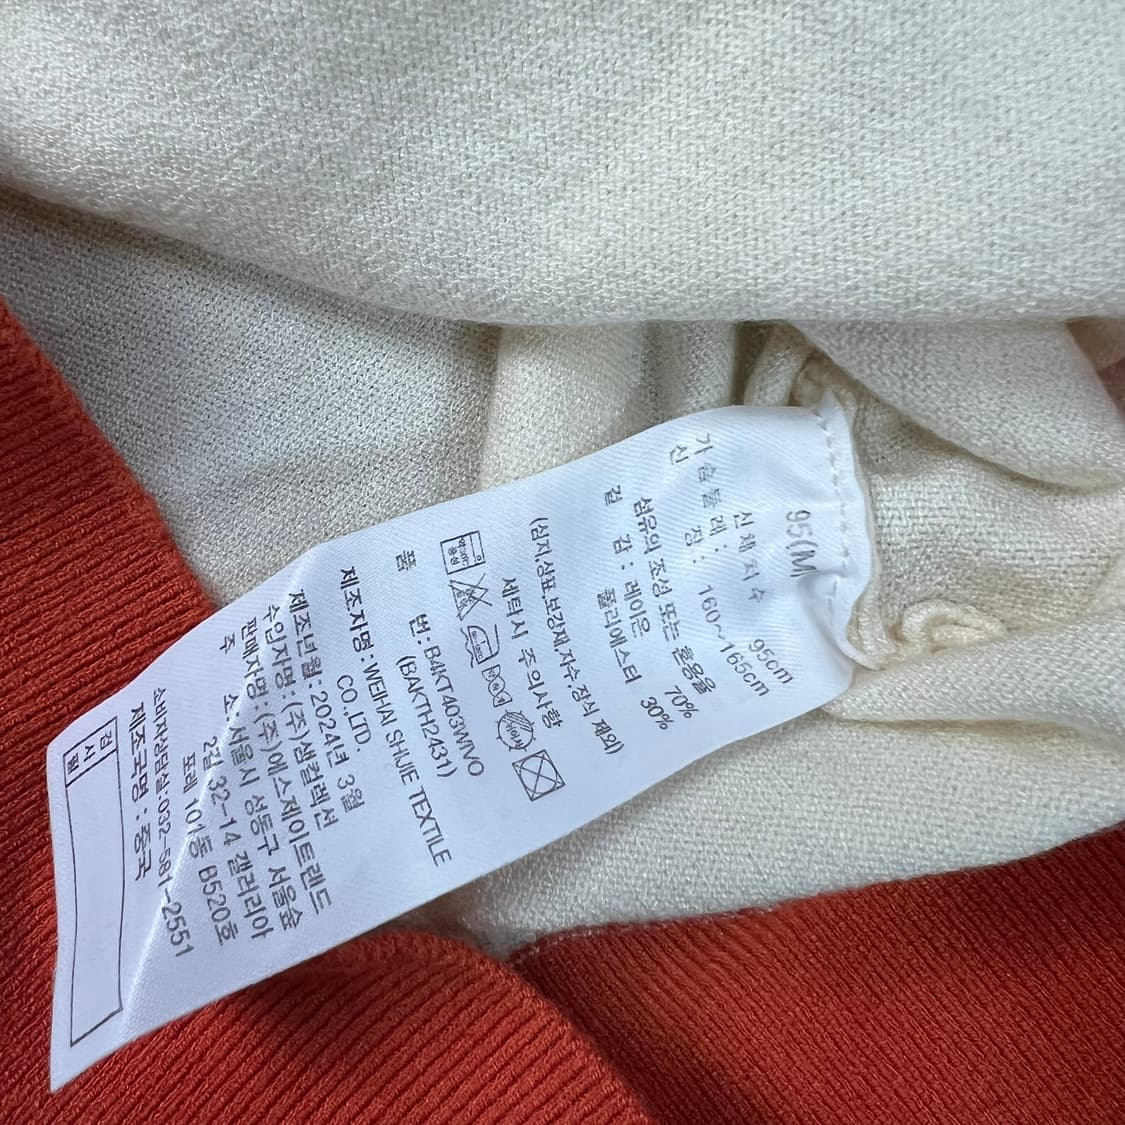 95(M)
신체치수
가슴둘레: 95cm
신 장: 160~165cm
섬유의 조성 또는 혼용율
겉 감: 레이온 70%
폴리에스터 30%
(심지,상표,보강재,자수,장식 제외)
세탁시 주의사항
품 번: B4KT403WIVO
(BAKTH2431)
제조자명: WEIHAI SHIJIE TEXTILE
CO.,LTD.
제조년월: 2024년 3월
수입자명: (주)삼컬렉션
판매자명: (주)에스제이트렌드
주 소: 서울시 성동구 서울숲
2길 32-14 갤러리아
포레 101동 B520호
소비자상담실: 032-581-2551
제조국명: 중국
검사필